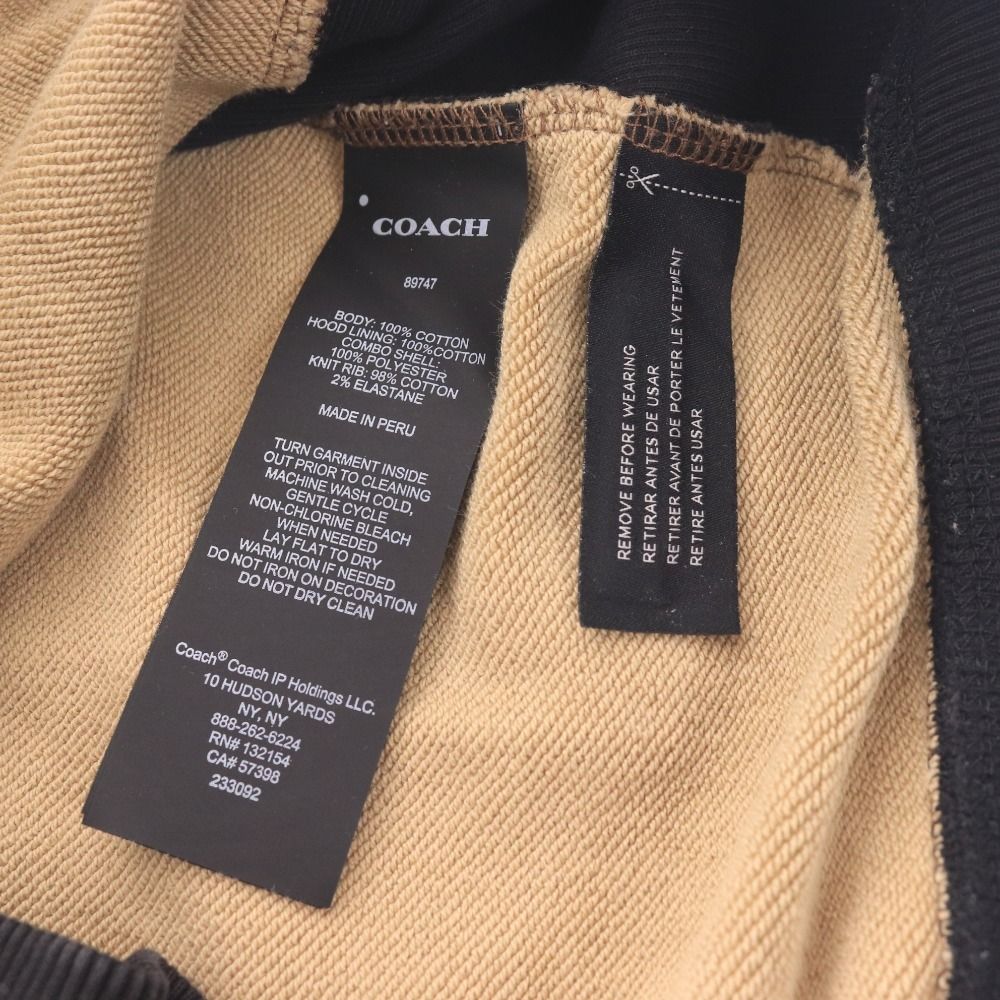 COACH
89747
BODY: 100% COTTON
HOOD LINING: 100%COTTON
COMBO SHELL:
100% POLYESTER
KNIT RIB: 98% COTTON
2% ELASTANE
MADE IN PERU
TURN GARMENT INSIDE
OUT PRIOR TO CLEANING
MACHINE WASH COLD,
GENTLE CYCLE
NON-CHLORINE BLEACH
WHEN NEEDED
LAY FLAT TO DRY
WARM IRON IF NEEDED
DO NOT IRON ON DECORATION
DO NOT DRY CLEAN
Coach® Coach IP Holdings LLC.
10 HUDSON YARDS
NY, NY
888-262-6224
RN# 132154
CA# 57398
233092
REMOVE BEFORE WEARING
RETIRAR ANTES DE USAR
RETIRER AVANT DE PORTER LE VETEMENT
RETIRE ANTES USAR